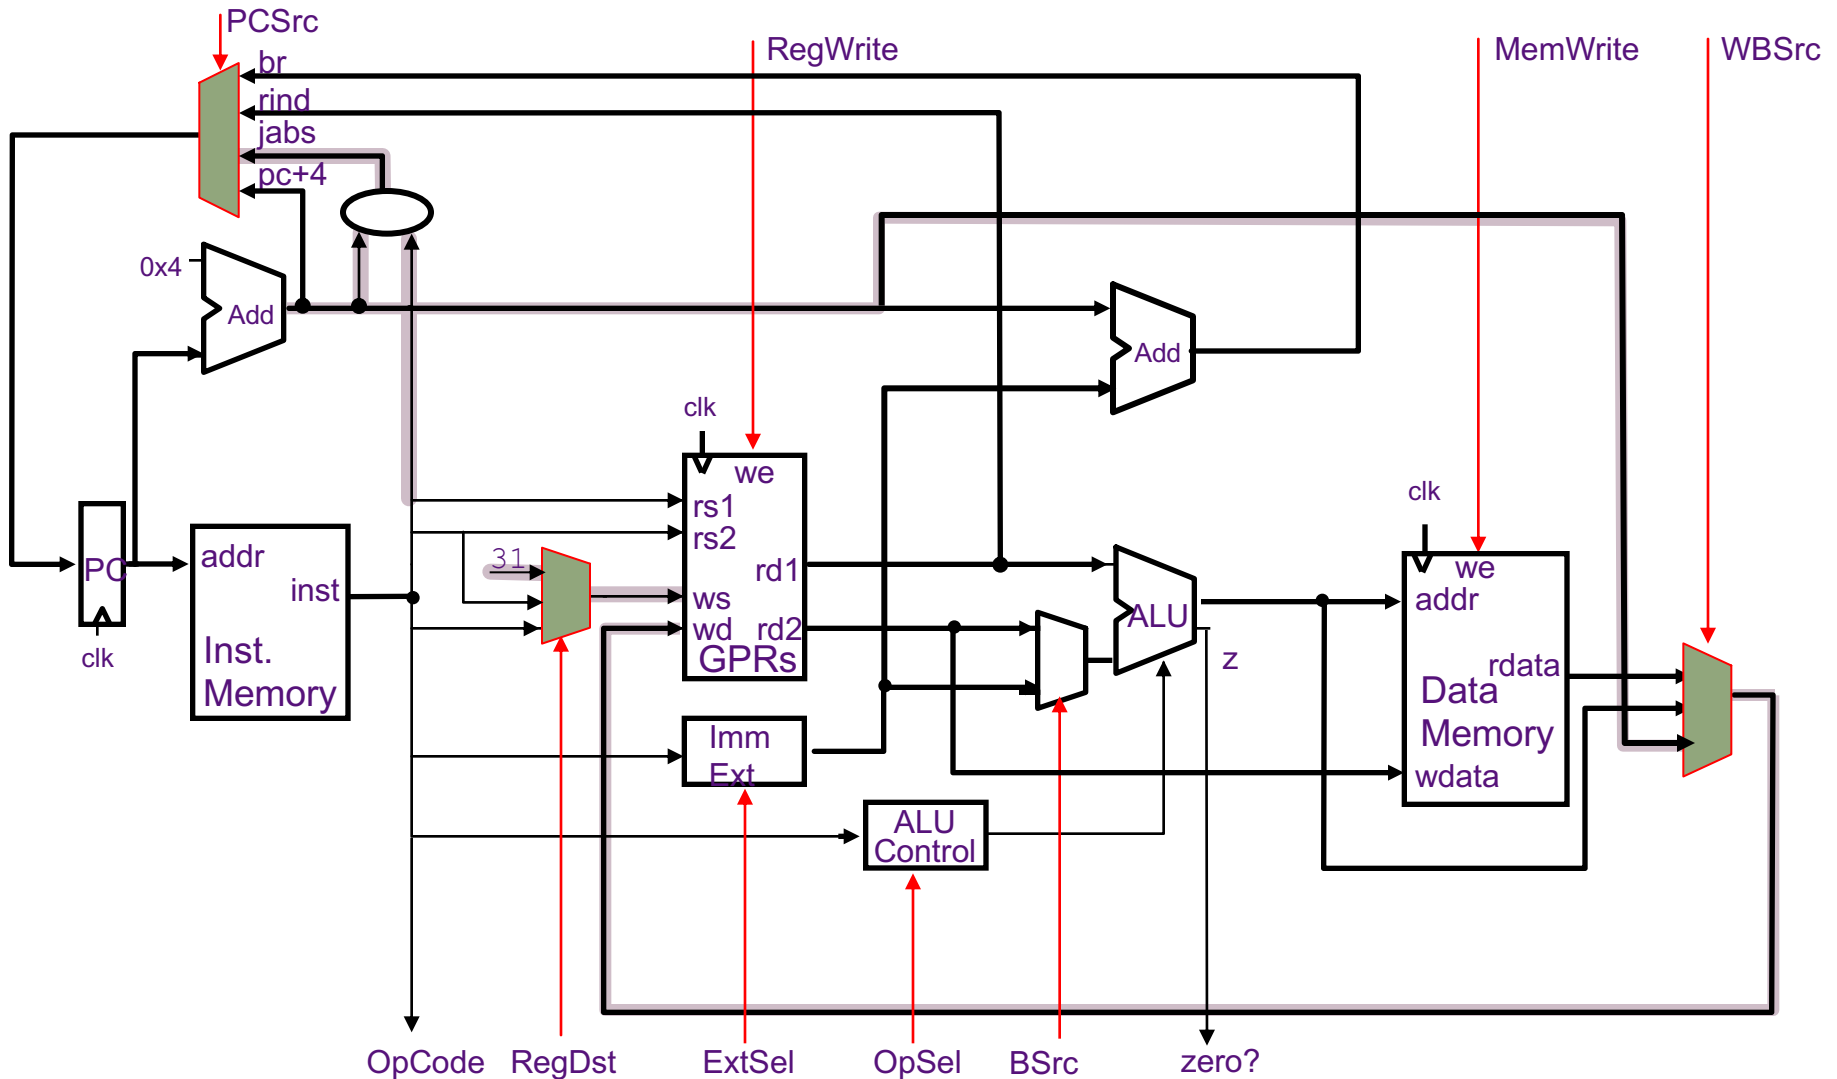 PCSrc
RegWrite
MemWrite
WBSrc
br
rind
jabs
pc+4
0x4
Add
Add
clk
we
rs1
rs2
31
rd1
ws
wd
rd2
GPRs
clk
we
addr
rdata
Data
Memory
wdata
PC
clk
addr
inst
Inst.
Memory
ALU
z
Imm
Ext
ALU
Control
OpCode
RegDst
ExtSel
OpSel
BSrc
zero?